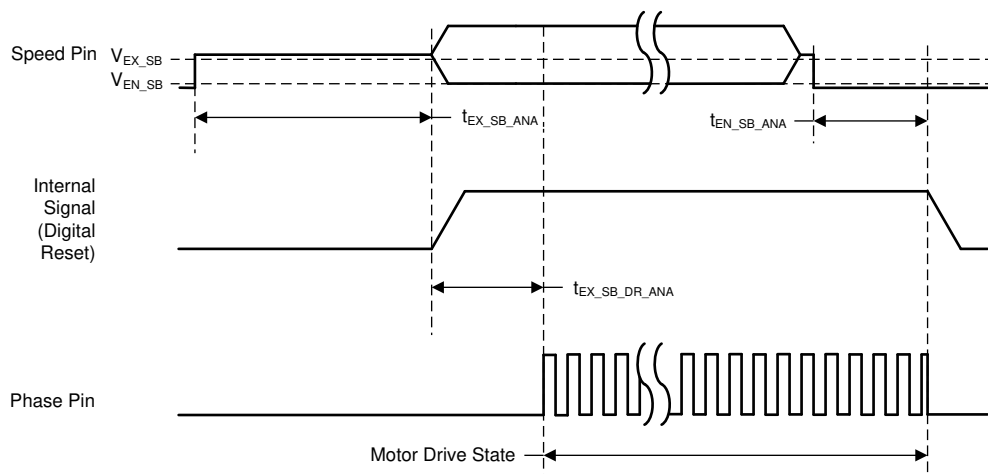 Speed Pin
V_EX_SB
V_EN_SB
t_EX_SB_ANA
t_EN_SB_ANA
Internal
Signal
(Digital
Reset)
t_EX_SB_DR_ANA
Phase Pin
Motor Drive State